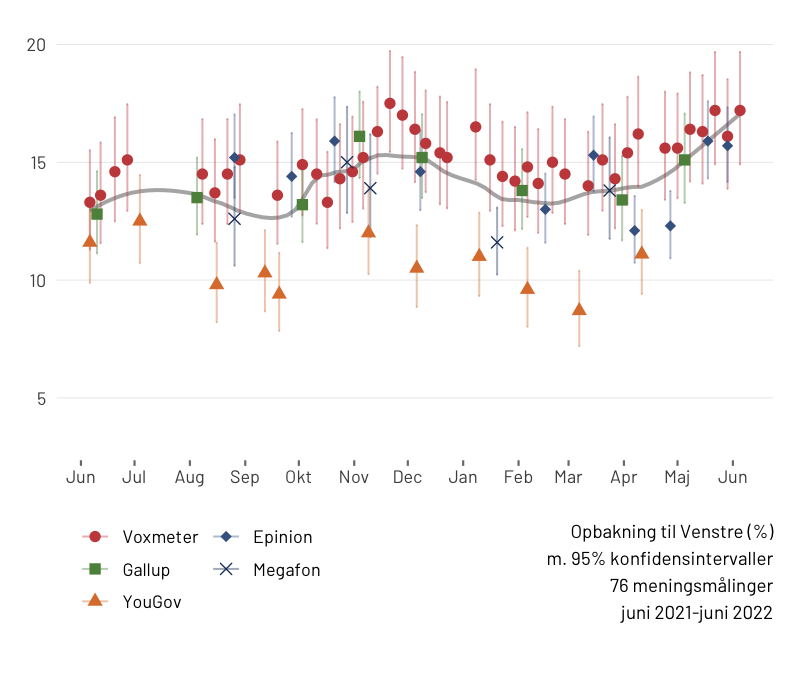 20
15
10
5
Jun Jul Aug Sep Okt Nov Dec Jan Feb Mar Apr Maj Jun
Voxmeter Epinion
Gallup Megafon
YouGov
Opbakning til Venstre (%)
m. 95% konfidensintervaller
76 meningsmålinger
juni 2021-juni 2022